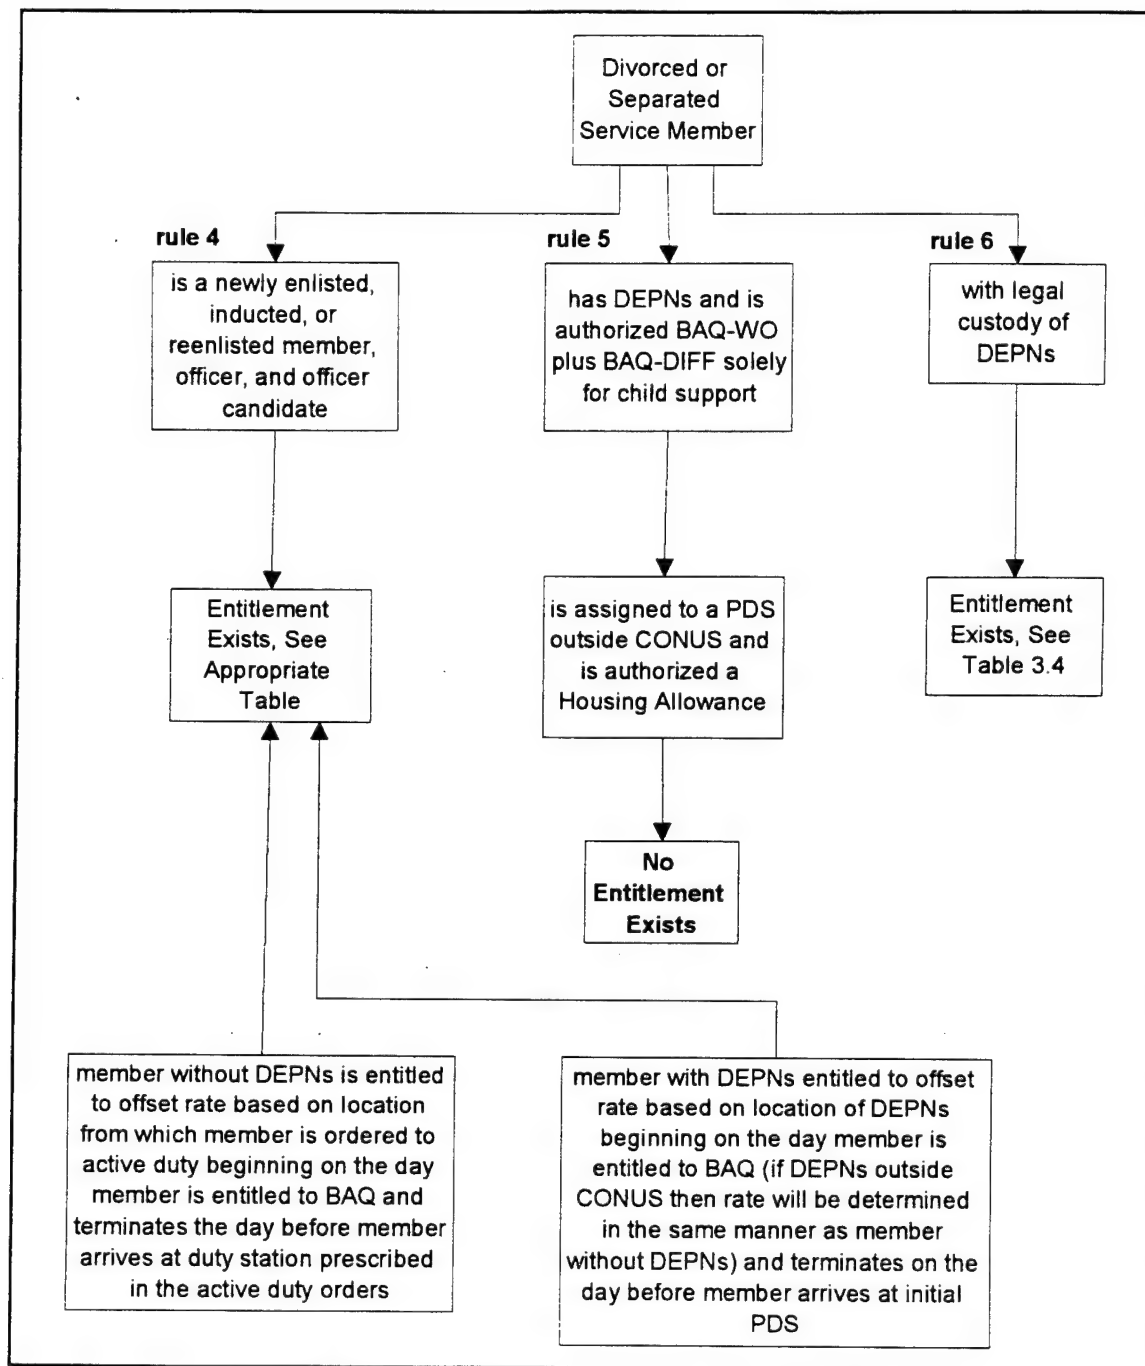 Divorced or
Separated
Service Member
rule 4
is a newly enlisted,
inducted, or
reenlisted member,
officer, and officer
candidate
rule 5
has DEPNs and is
authorized BAQ-WO
plus BAQ-DIFF solely
for child support
rule 6
with legal
custody of
DEPNs
Entitlement
Exists, See
Appropriate
Table
is assigned to a PDS
outside CONUS and
is authorized a
Housing Allowance
Entitlement
Exists, See
Table 3.4
No
Entitlement
Exists
member without DEPNs is entitled
to offset rate based on location
from which member is ordered to
active duty beginning on the day
member is entitled to BAQ and
terminates the day before member
arrives at duty station prescribed
in the active duty orders
member with DEPNs entitled to offset
rate based on location of DEPNs
beginning on the day member is
entitled to BAQ (if DEPNs outside
CONUS then rate will be determined
in the same manner as member
without DEPNs) and terminates on the
day before member arrives at initial
PDS